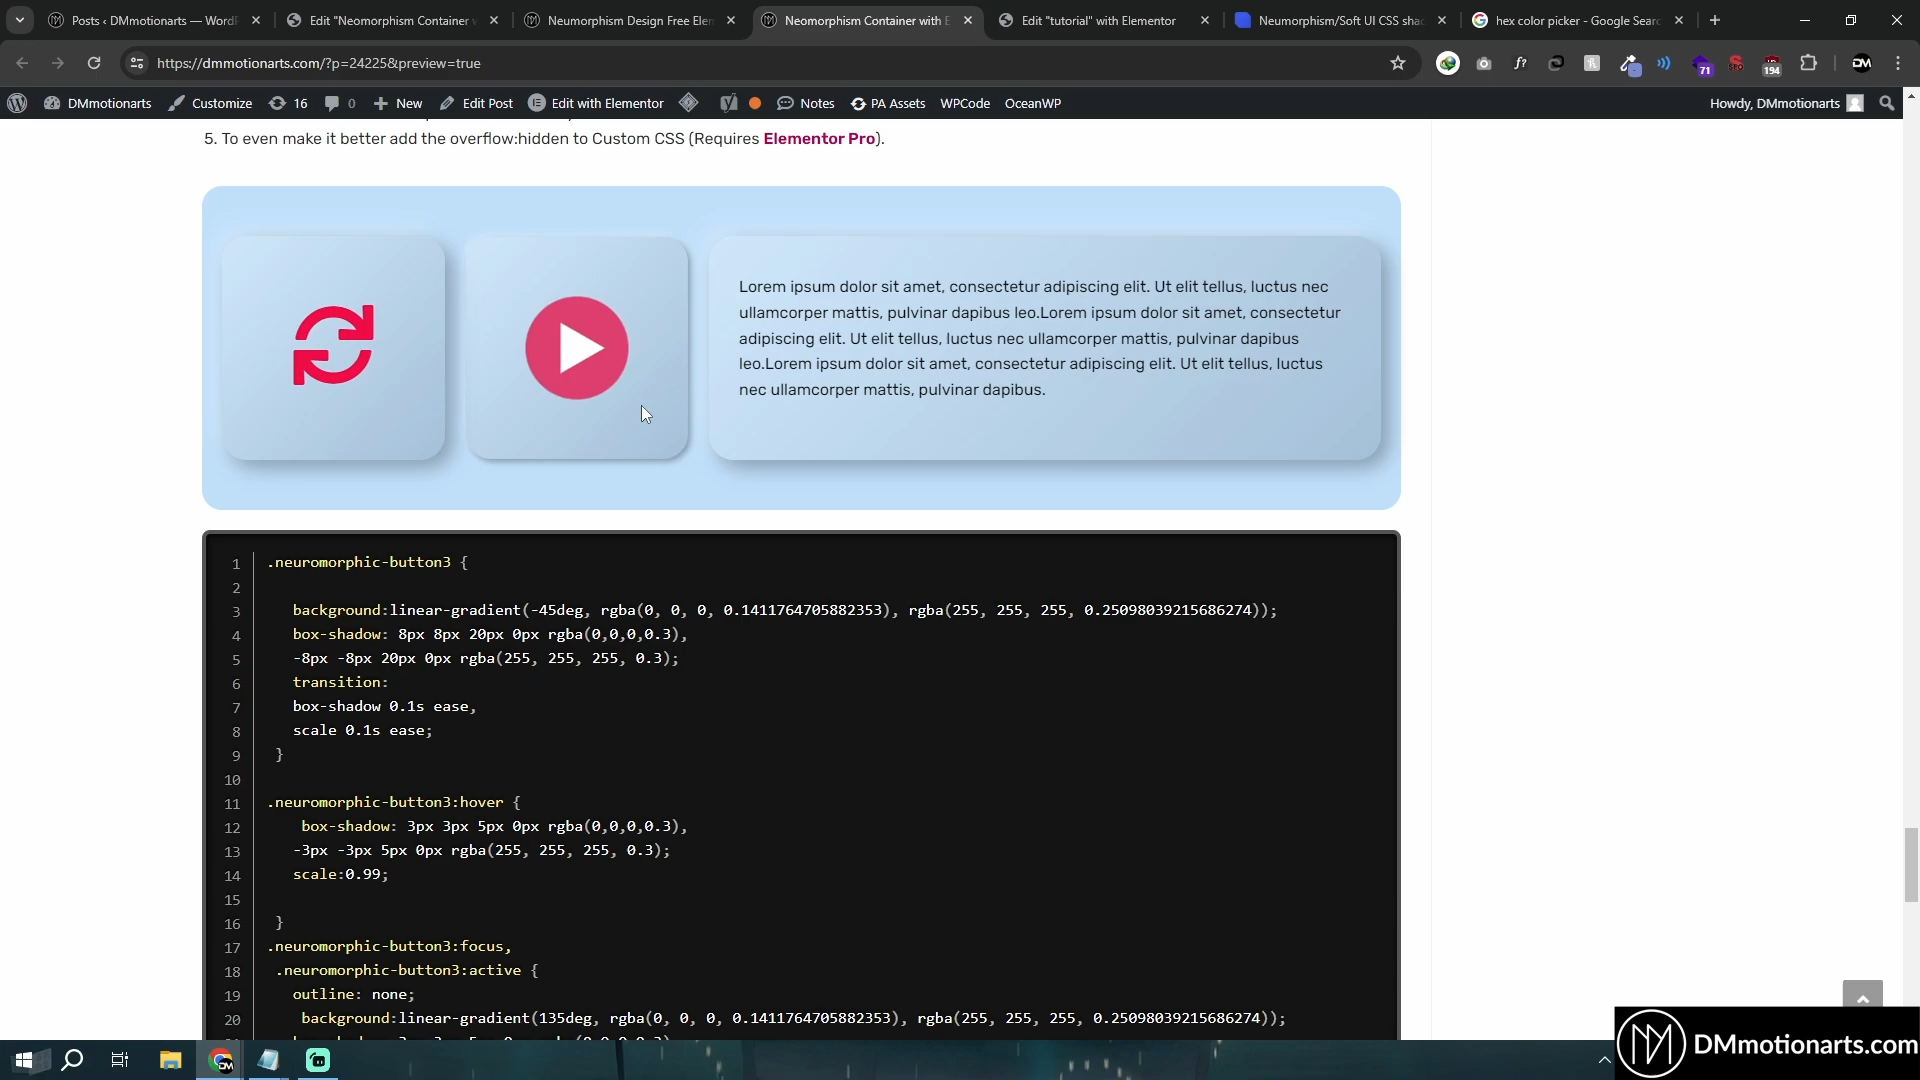 Posts ‹ DMmotionarts — WordP
Edit "Neomorphism Container w
Neumorphism Design Free Elem
Neomorphism Container with E
Edit "tutorial" with Elementor
Neumorphism/Soft UI CSS shad
hex color picker - Google Searc
https://dmmotionarts.com/?p=24225&preview=true
f?
71
194
DM
DMmotionarts
Customize
16
0
New
Edit Post
Edit with Elementor
Notes
PA Assets
WPCode
OceanWP
Howdy, DMmotionarts
5. To even make it better add the overflow:hidden to Custom CSS (Requires Elementor Pro).
Lorem ipsum dolor sit amet, consectetur adipiscing elit. Ut elit tellus, luctus nec
ullamcorper mattis, pulvinar dapibus leo.Lorem ipsum dolor sit amet, consectetur
adipiscing elit. Ut elit tellus, luctus nec ullamcorper mattis, pulvinar dapibus
leo.Lorem ipsum dolor sit amet, consectetur adipiscing elit. Ut elit tellus, luctus
nec ullamcorper mattis, pulvinar dapibus.
1 .neuromorphic-button3 {
2
3 background:linear-gradient(-45deg, rgba(0, 0, 0, 0.1411764705882353), rgba(255, 255, 255, 0.25098039215686274));
4 box-shadow: 8px 8px 20px 0px rgba(0,0,0,0.3),
5 -8px -8px 20px 0px rgba(255, 255, 255, 0.3);
6 transition:
7 box-shadow 0.1s ease,
8 scale 0.1s ease;
9 }
10
11 .neuromorphic-button3:hover {
12 box-shadow: 3px 3px 5px 0px rgba(0,0,0,0.3),
13 -3px -3px 5px 0px rgba(255, 255, 255, 0.3);
14 scale:0.99;
15
16 }
17 .neuromorphic-button3:focus,
18 .neuromorphic-button3:active {
19 outline: none;
20 background:linear-gradient(135deg, rgba(0, 0, 0, 0.1411764705882353), rgba(255, 255, 255, 0.25098039215686274));
DMmotionarts.com